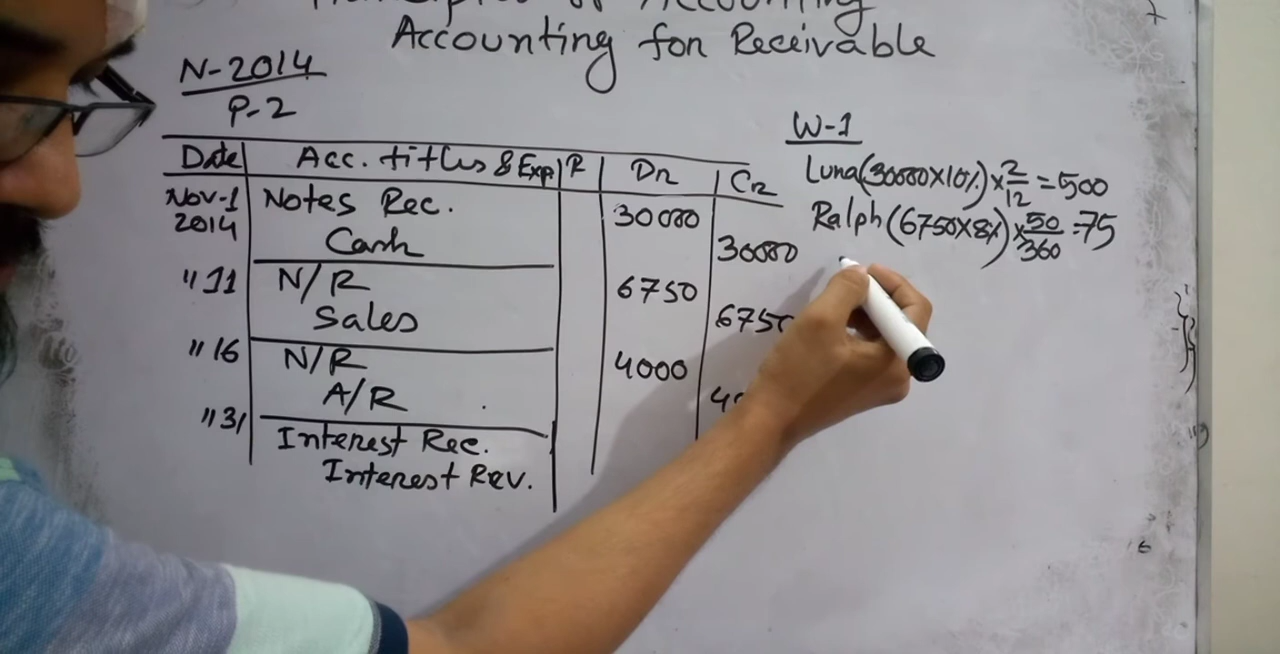 Accounting
Accounting for Receivable
N-2014
P-2
Date Acc. titles & Exp R Dr Cr
Nov-1 Notes Rec. 30000
2014 Cash 30000
"11 N/R 6750
Sales 6750
"16 N/R 4000
A/R
"31 Interest Rec.
Interest Rev.
W-1
Luna(30000×10%)×2/12=500
Ralph(6750×8%)×50/360=75